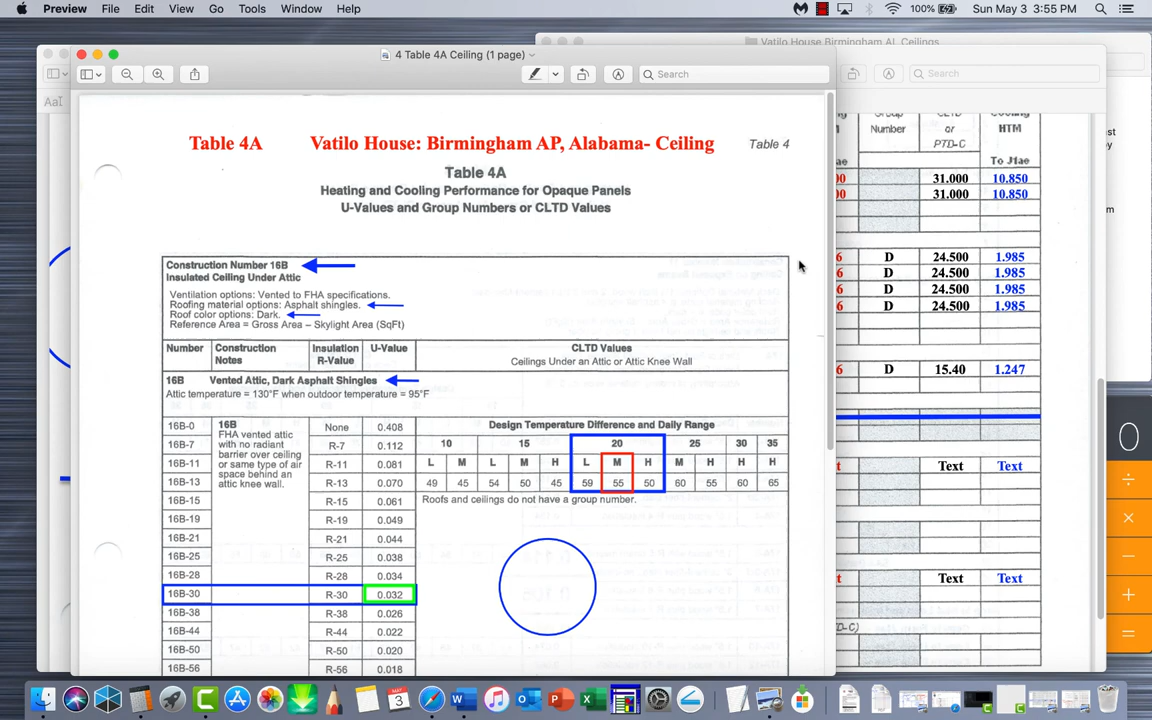 Preview File Edit View Go Tools Window Help 100% Sun May 3 3:55 PM
Vatilo House Birmingham AL Ceilings
4 Table 4A Ceiling (1 page)
Search
Search
Table 4A Vatilo House: Birmingham AP, Alabama- Ceiling Table 4
Table 4A
Heating and Cooling Performance for Opaque Panels
U-Values and Group Numbers or CLTD Values
Construction Number 16B
Insulated Ceiling Under Attic
Ventilation options: Vented to FHA specifications.
Roofing material options: Asphalt shingles.
Roof color options: Dark.
Reference Area = Gross Area – Skylight Area (SqFt)
Number Construction Notes Insulation R-Value U-Value CLTD Values
Ceilings Under an Attic or Attic Knee Wall
16B Vented Attic, Dark Asphalt Shingles
Attic temperature = 130°F when outdoor temperature = 95°F
16B
FHA vented attic
with no radiant
barrier over ceiling
or same type of air
space behind an
attic knee wall.
16B-0 None 0.408
16B-7 R-7 0.112
16B-11 R-11 0.081
16B-13 R-13 0.070
16B-15 R-15 0.061
16B-19 R-19 0.049
16B-21 R-21 0.044
16B-25 R-25 0.038
16B-28 R-28 0.034
16B-30 R-30 0.032
16B-38 R-38 0.026
16B-44 R-44 0.022
16B-50 R-50 0.020
16B-56 R-56 0.018
Design Temperature Difference and Daily Range
10 15 20 25 30 35
L M L M H L M H M H H H
49 45 54 50 45 59 55 50 60 55 60 65
Roofs and ceilings do not have a group number.
Group Number CLTD or PTD-C Cooling HTM
To J1ae
31.000 10.850
31.000 10.850
D 24.500 1.985
D 24.500 1.985
D 24.500 1.985
D 24.500 1.985
D 15.40 1.247
Text Text
Text Text
0
÷
×
−
+
=